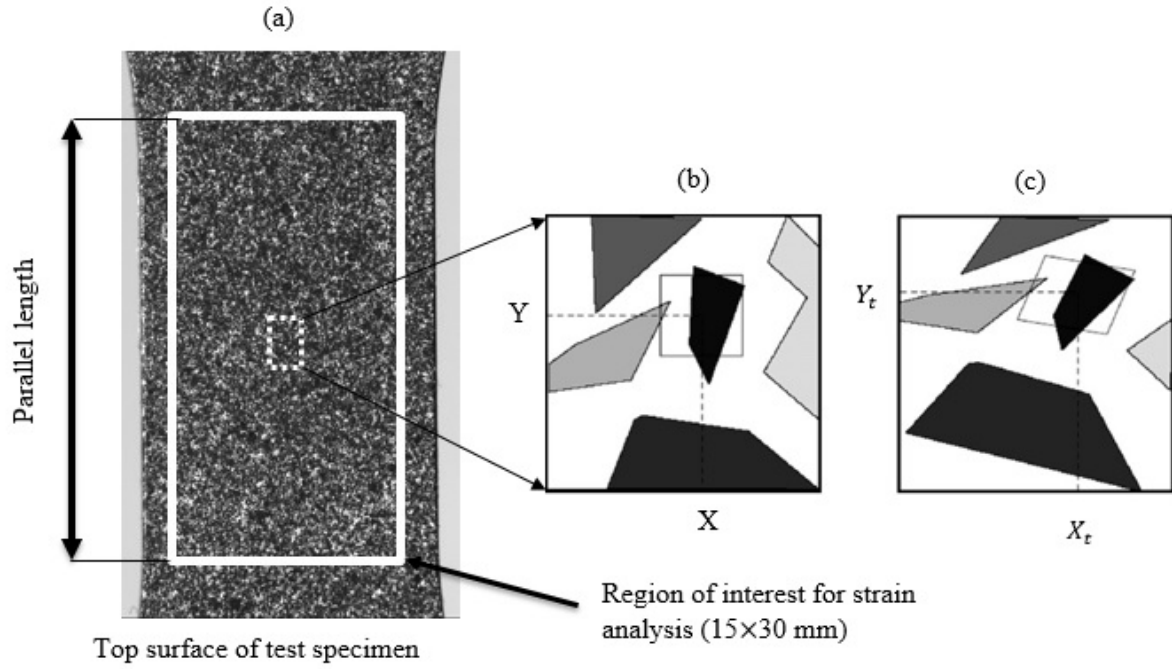 (a)
(b)
(c)
Parallel length
Y
Y_t
X
X_t
Region of interest for strain
analysis (15×30 mm)
Top surface of test specimen